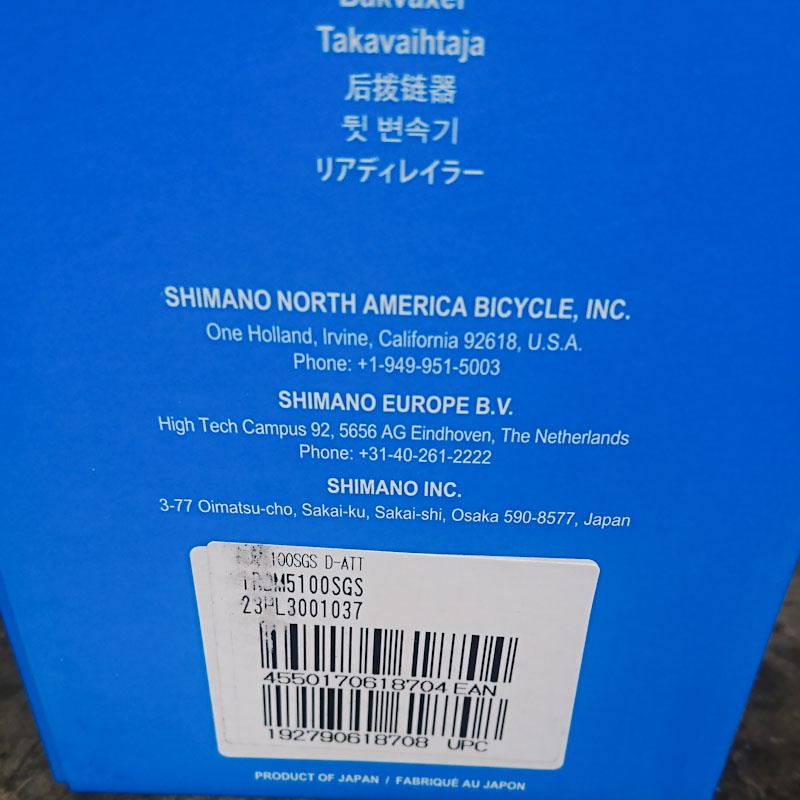 Bakväxel
Takavaihtaja
后拨链器
뒷 변속기
リアディレイラー
SHIMANO NORTH AMERICA BICYCLE, INC.
One Holland, Irvine, California 92618, U.S.A.
Phone: +1-949-951-5003
SHIMANO EUROPE B.V.
High Tech Campus 92, 5656 AG Eindhoven, The Netherlands
Phone: +31-40-261-2222
SHIMANO INC.
3-77 Oimatsu-cho, Sakai-ku, Sakai-shi, Osaka 590-8577, Japan
D-ATT
23PL3001037
4550170618704 EAN
192790618708 UPC
PRODUCT OF JAPAN / FABRIQUÉ AU JAPON